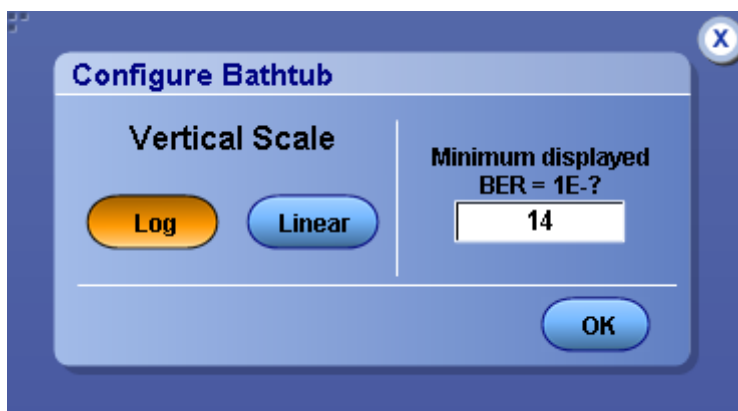 X
Configure Bathtub
Vertical Scale
Log
Linear
Minimum displayed
BER = 1E-?
14
OK